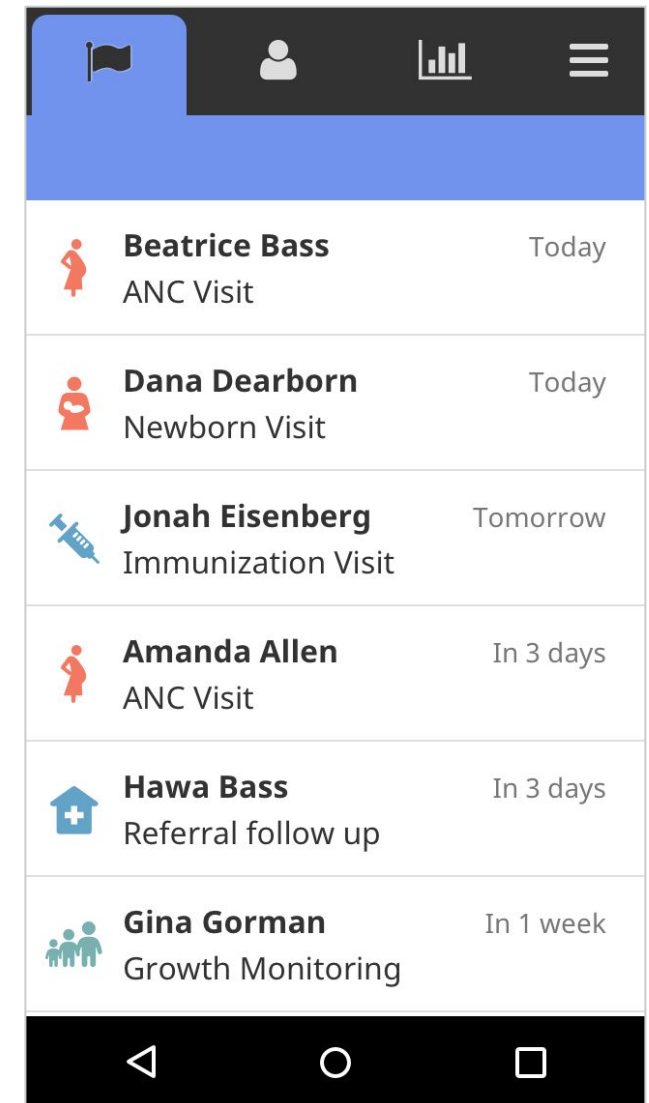 Beatrice Bass
Today
ANC Visit
Dana Dearborn
Today
Newborn Visit
Jonah Eisenberg
Tomorrow
Immunization Visit
Amanda Allen
In 3 days
ANC Visit
Hawa Bass
In 3 days
Referral follow up
Gina Gorman
In 1 week
Growth Monitoring